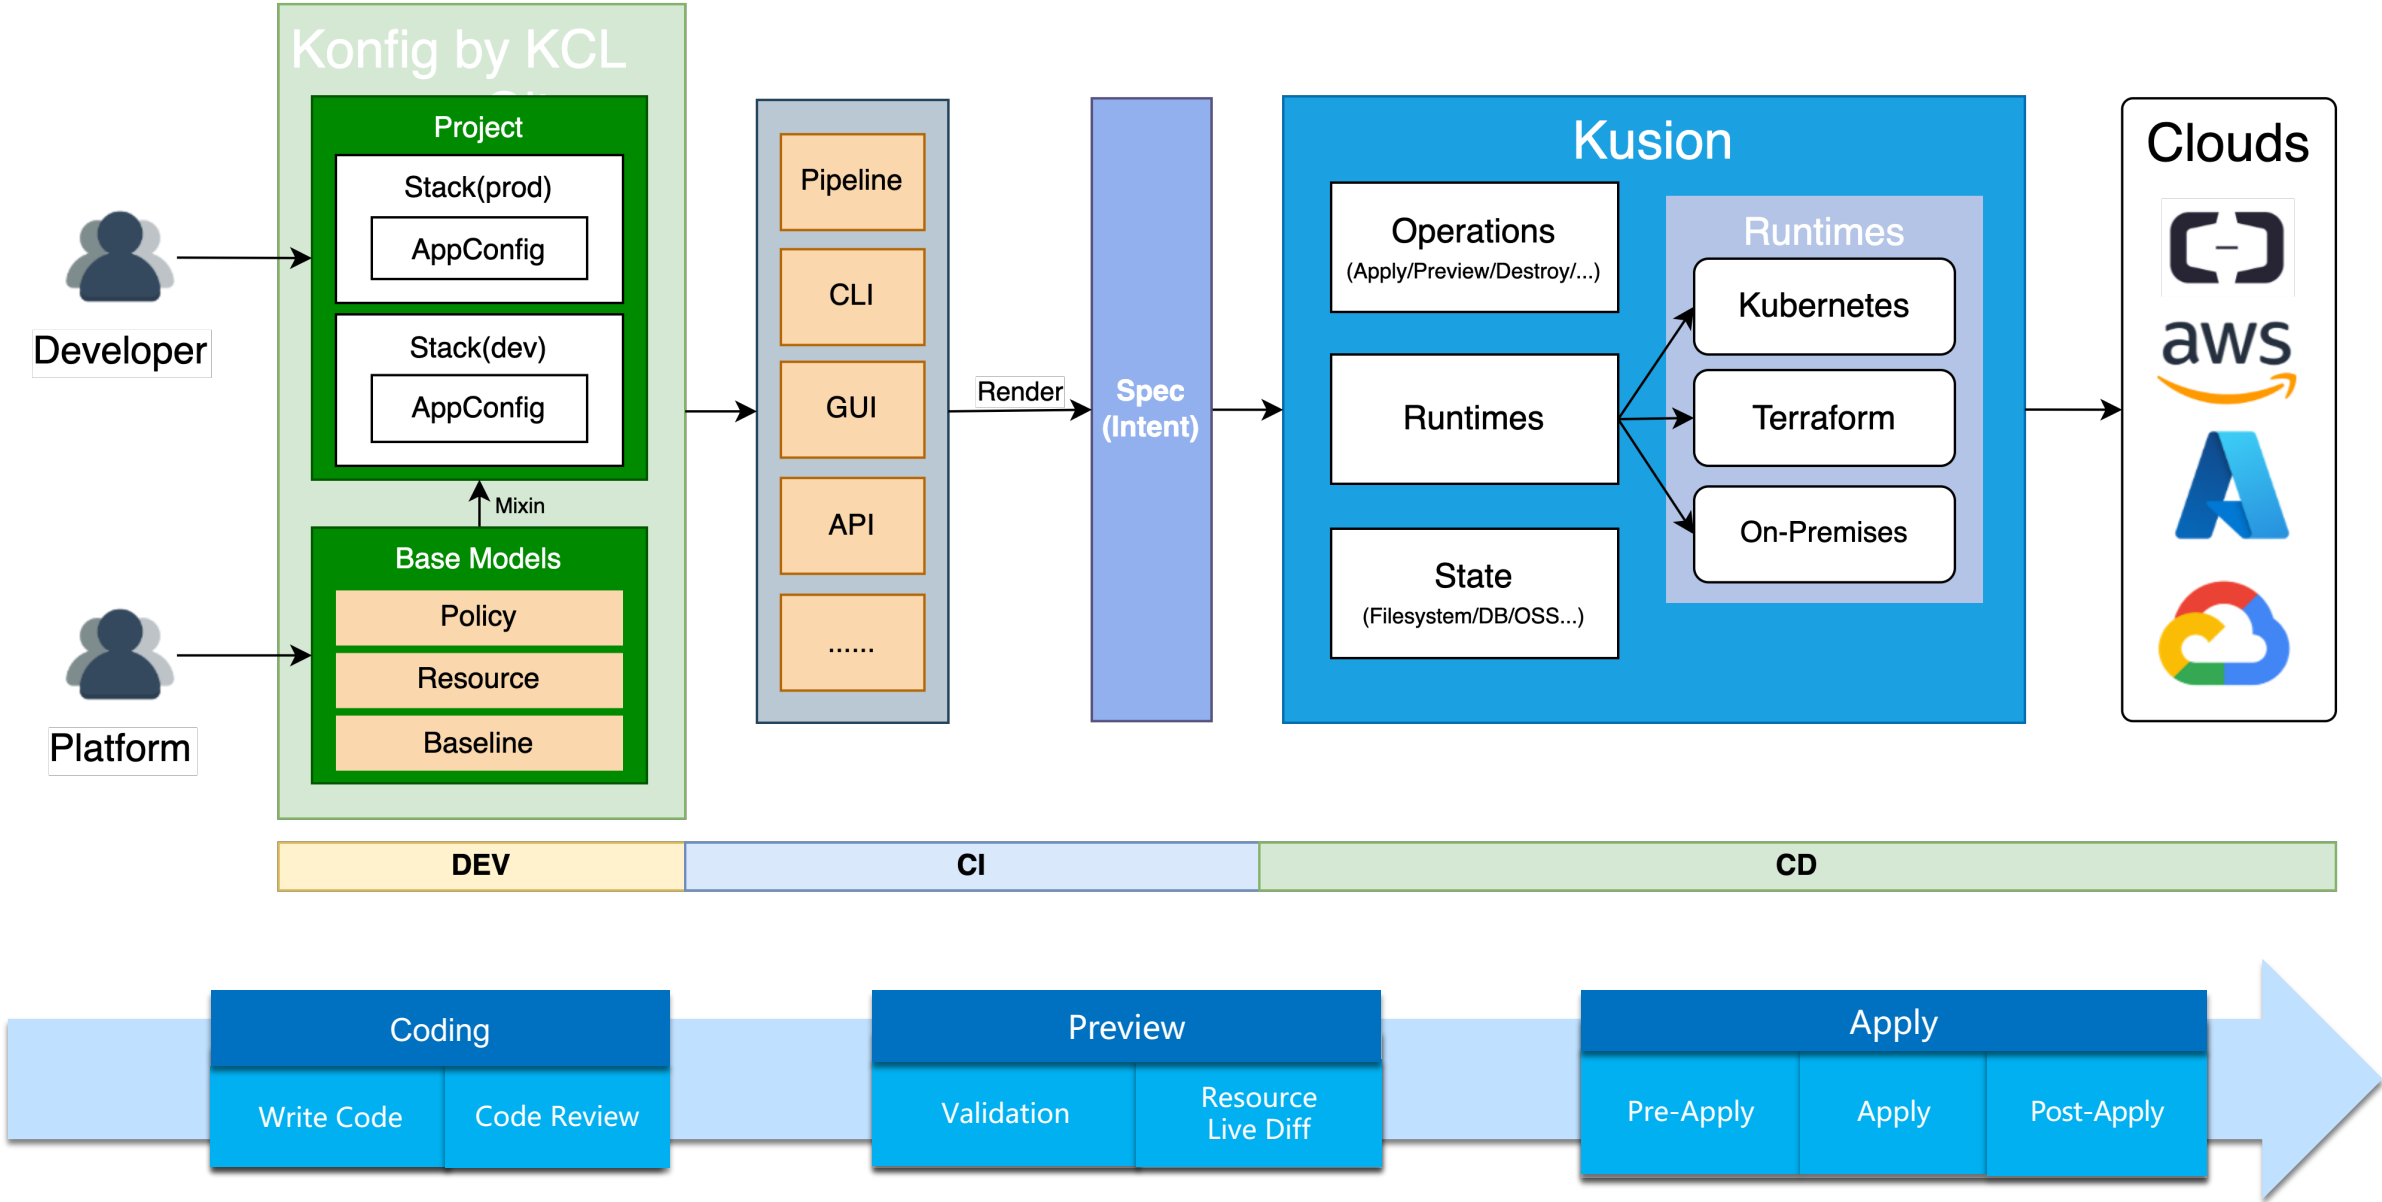 Konfig by KCL
Project
Stack(prod)
AppConfig
Stack(dev)
AppConfig
Mixin
Base Models
Policy
Resource
Baseline
Developer
Platform
Pipeline
CLI
GUI
API
......
Render
Spec
(Intent)
Kusion
Operations
(Apply/Preview/Destroy/...)
Runtimes
State
(Filesystem/DB/OSS...)
Runtimes
Kubernetes
Terraform
On-Premises
Clouds
aws
DEV
CI
CD
Coding
Write Code
Code Review
Preview
Validation
Resource
Live Diff
Apply
Pre-Apply
Apply
Post-Apply